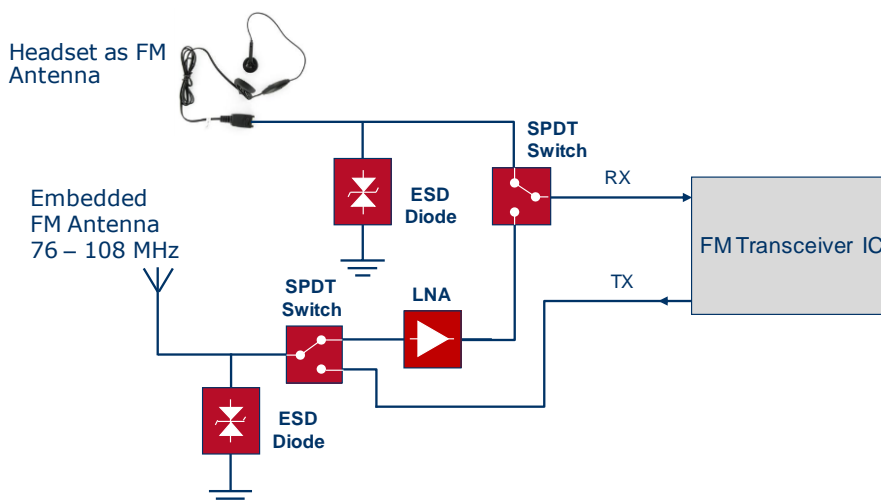 Headset as FM
Antenna
SPDT
Switch
ESD
Diode
RX
Embedded
FM Antenna
76 – 108 MHz
FM Transceiver IC
SPDT
Switch
LNA
TX
ESD
Diode